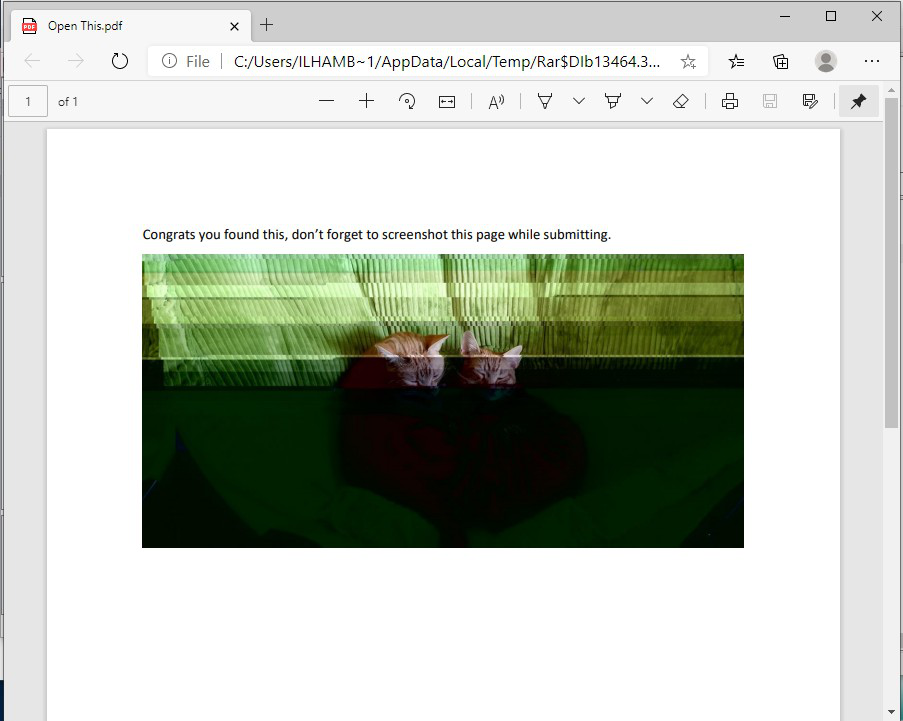 Open This.pdf
File
C:/Users/ILHAMB~1/AppData/Local/Temp/Rar$DIb13464.3...
1
of 1
Congrats you found this, don’t forget to screenshot this page while submitting.